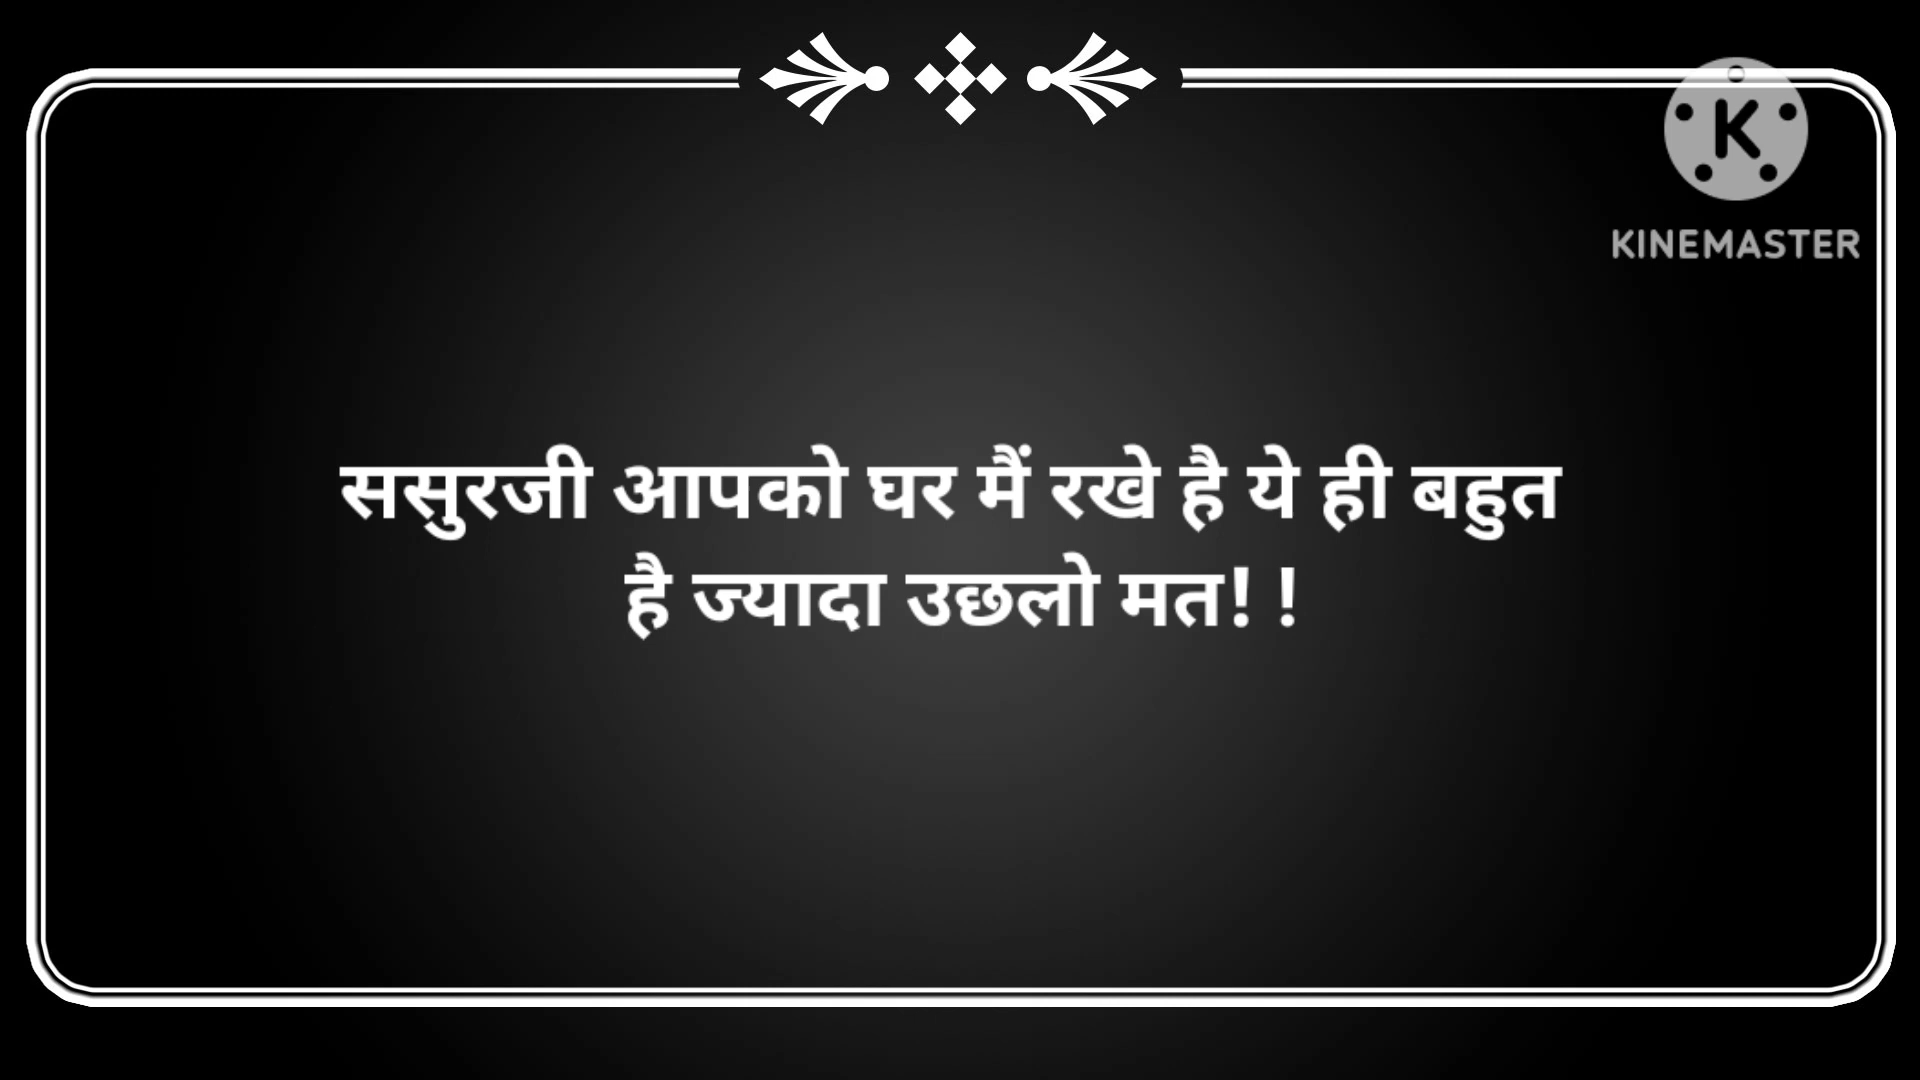 KINEMASTER
ससुरजी आपको घर मैं रखे है ये ही बहुत
है ज्यादा उछलो मत! !